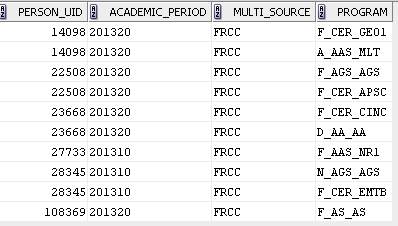 PERSON_UID ACADEMIC_PERIOD MULTI_SOURCE PROGRAM
14098 201320 FRCC F_CER_GEO1
14098 201320 FRCC A_AAS_MLT
22508 201320 FRCC F_AGS_AGS
22508 201320 FRCC F_CER_APSC
23668 201320 FRCC F_CER_CINC
23668 201320 FRCC D_AA_AA
27733 201310 FRCC F_AAS_NR1
28345 201310 FRCC N_AGS_AGS
28345 201310 FRCC F_CER_EMTB
108369 201320 FRCC F_AS_AS